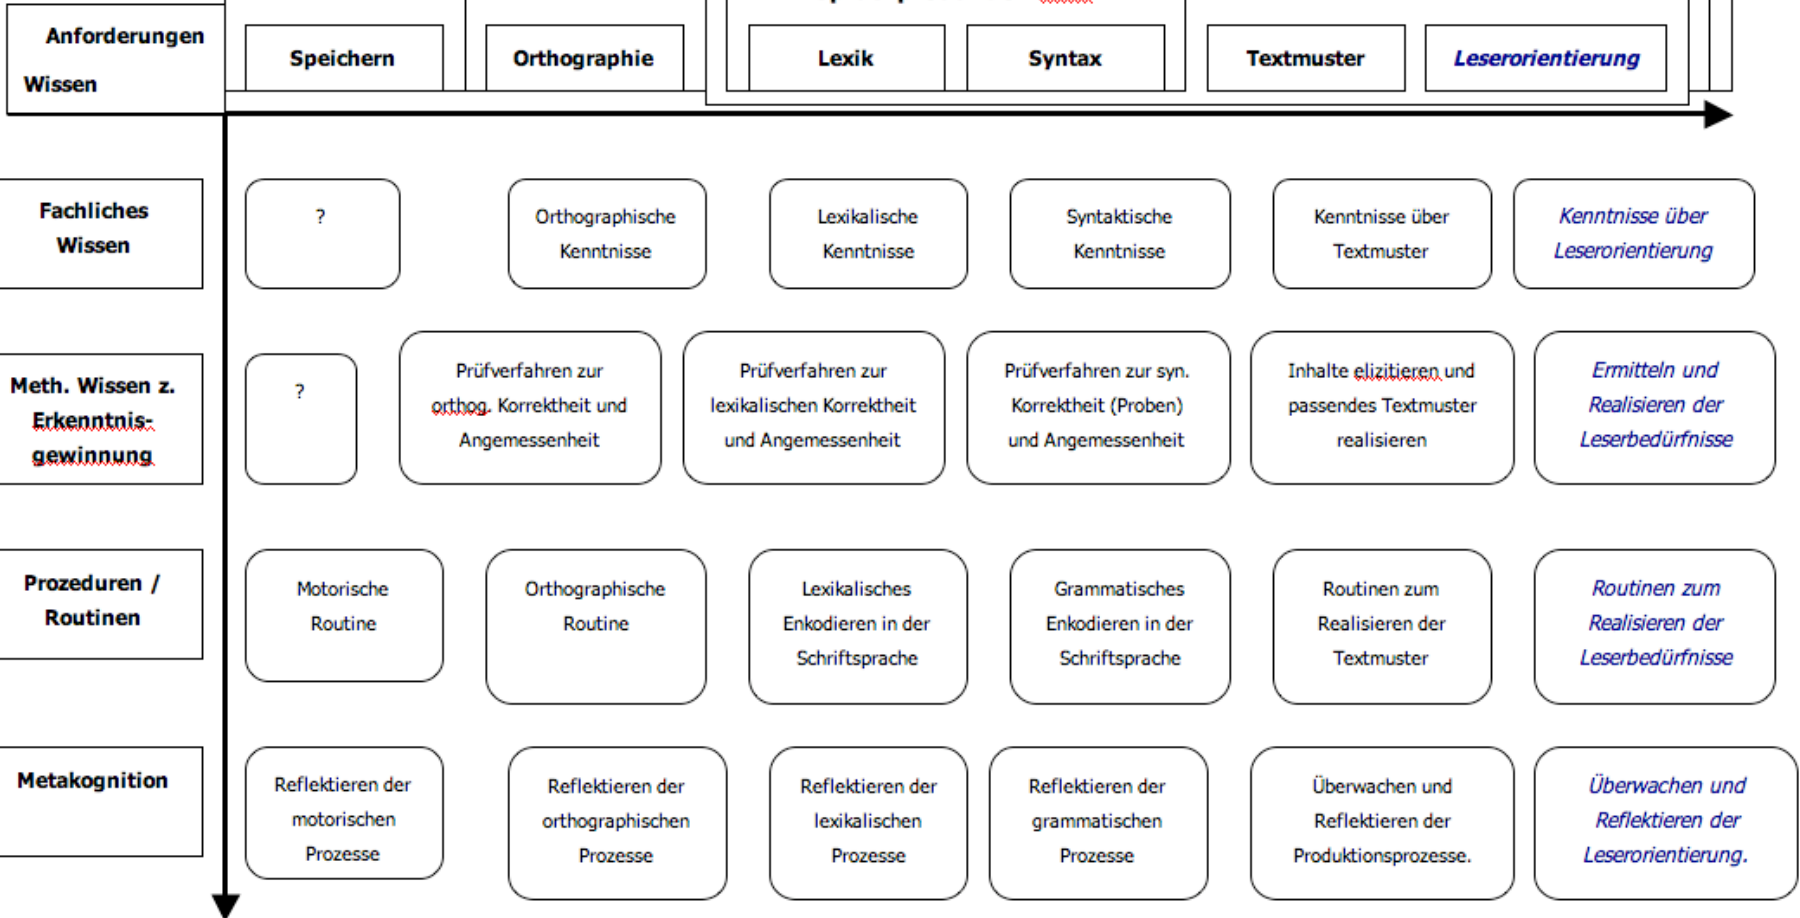 Anforderungen
Wissen
Speichern
Orthographie
Lexik
Syntax
Textmuster
Leserorientierung
Fachliches
Wissen
?
Orthographische
Kenntnisse
Lexikalische
Kenntnisse
Syntaktische
Kenntnisse
Kenntnisse über
Textmuster
Kenntnisse über
Leserorientierung
Meth. Wissen z.
Erkenntnis-
gewinnung
?
Prüfverfahren zur
orthog. Korrektheit und
Angemessenheit
Prüfverfahren zur
lexikalischen Korrektheit
und Angemessenheit
Prüfverfahren zur syn.
Korrektheit (Proben)
und Angemessenheit
Inhalte elizitieren und
passendes Textmuster
realisieren
Ermitteln und
Realisieren der
Leserbedürfnisse
Prozeduren /
Routinen
Motorische
Routine
Orthographische
Routine
Lexikalisches
Enkodieren in der
Schriftsprache
Grammatisches
Enkodieren in der
Schriftsprache
Routinen zum
Realisieren der
Textmuster
Routinen zum
Realisieren der
Leserbedürfnisse
Metakognition
Reflektieren der
motorischen
Prozesse
Reflektieren der
orthographischen
Prozesse
Reflektieren der
lexikalischen
Prozesse
Reflektieren der
grammatischen
Prozesse
Überwachen und
Reflektieren der
Produktionsprozesse.
Überwachen und
Reflektieren der
Leserorientierung.